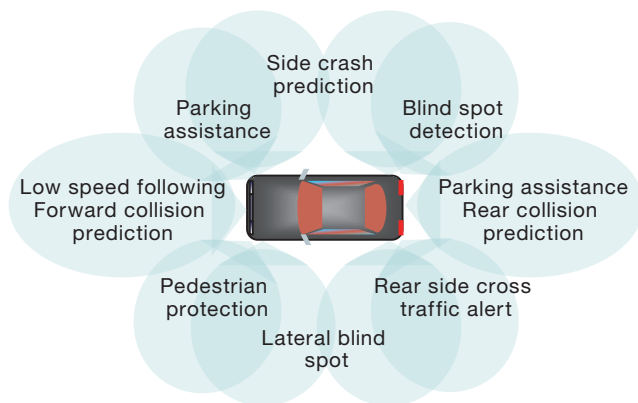 Side crash
prediction
Parking
assistance
Blind spot
detection
Low speed following
Forward collision
prediction
Parking assistance
Rear collision
prediction
Pedestrian
protection
Rear side cross
traffic alert
Lateral blind
spot